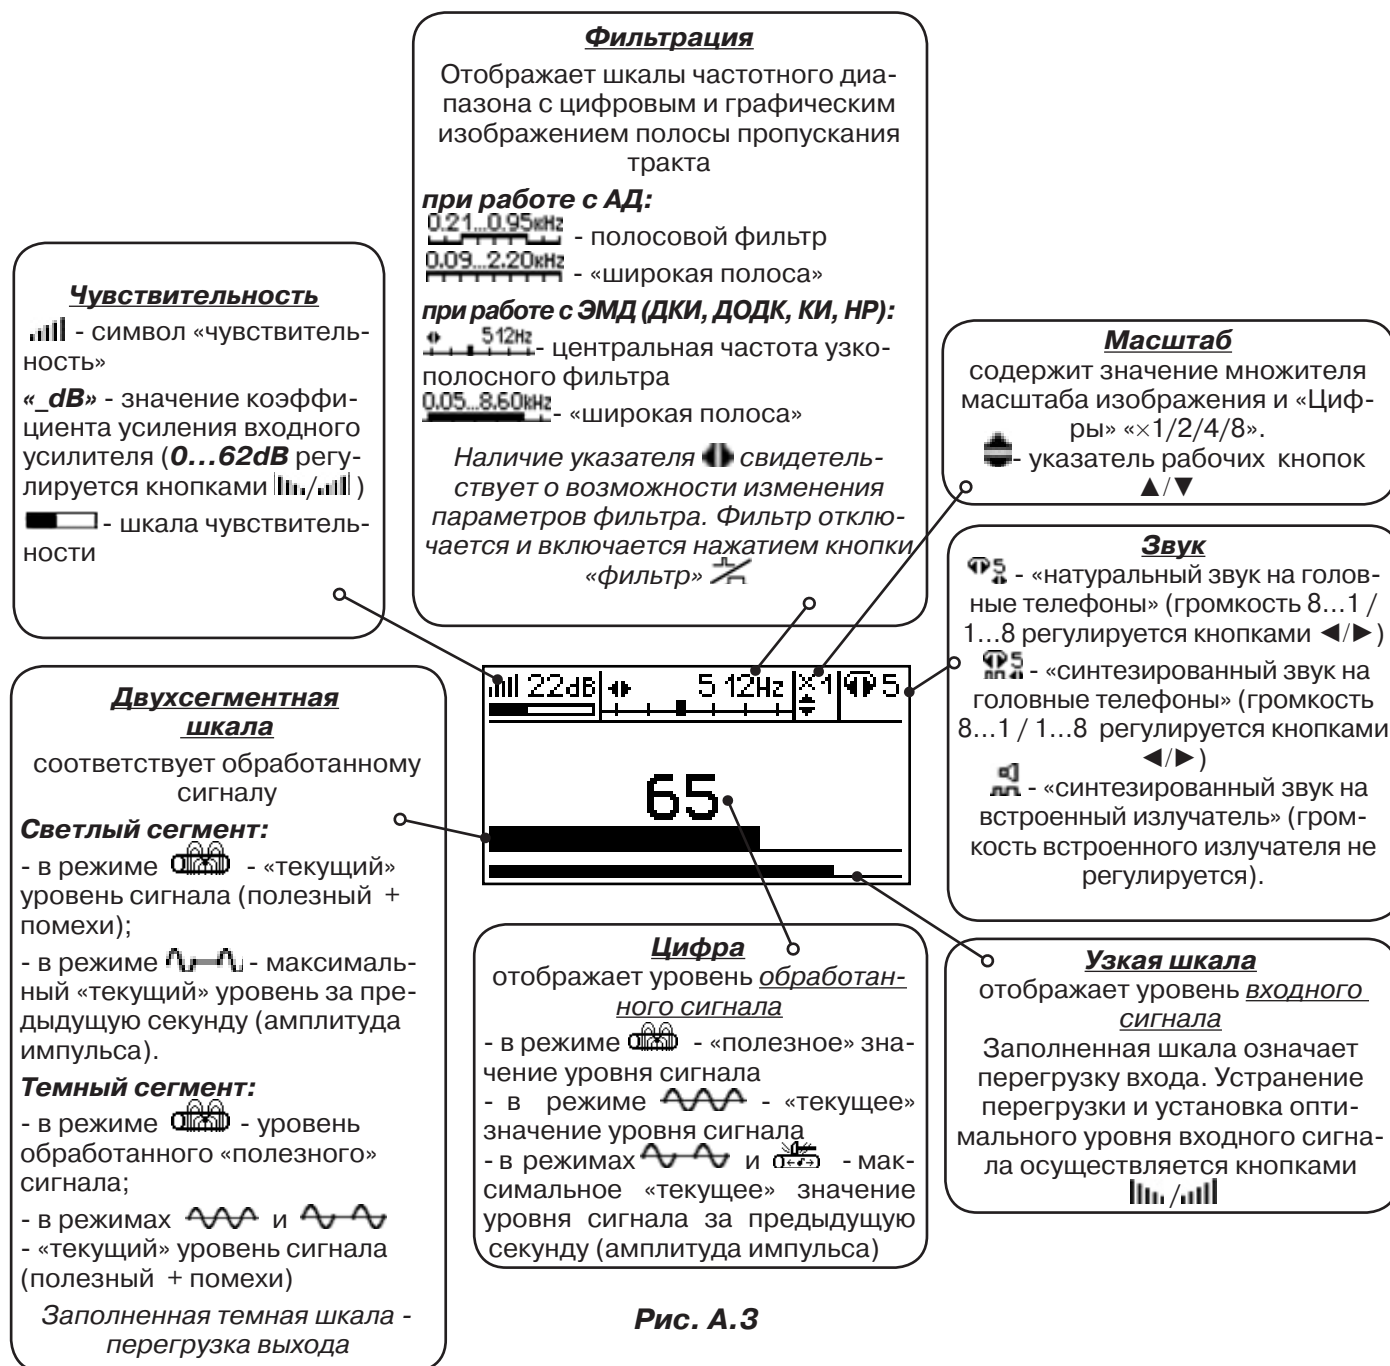 Фильтрация
Отображает шкалы частотного диа-
пазона с цифровым и графическим
изображением полосы пропускания
тракта
при работе с АД:
0.21...0.95кHz - полосовой фильтр
0.09...2.20кHz - «широкая полоса»
при работе с ЭМД (ДКИ, ДОДК, КИ, НР):
512Hz - центральная частота узко-
полосного фильтра
0.05...8.60кHz - «широкая полоса»
Наличие указателя свидетель-
ствует о возможности изменения
параметров фильтра. Фильтр отклю-
чается и включается нажатием кнопки
«фильтр»
Чувствительность
- символ «чувствитель-
ность»
«_dB» - значение коэффи-
циента усиления входного
усилителя (0...62dB регу-
лируется кнопками / )
- шкала чувствитель-
ности
Масштаб
содержит значение множителя
масштаба изображения и «Циф-
ры» «×1/2/4/8».
- указатель рабочих кнопок
▲/▼
Звук
5 - «натуральный звук на голов-
ные телефоны» (громкость 8...1 /
1...8 регулируется кнопками ◄/►)
5 - «синтезированный звук на
головные телефоны» (громкость
8...1 / 1...8 регулируется кнопками
◄/►)
- «синтезированный звук на
встроенный излучатель» (гром-
кость встроенного излучателя не
регулируется).
22dB 512Hz ×1 5
65
Двухсегментная
шкала
соответствует обработанному
сигналу
Светлый сегмент:
- в режиме - «текущий»
уровень сигнала (полезный +
помехи);
- в режиме - максималь-
ный «текущий» уровень за пре-
дыдущую секунду (амплитуда
импульса).
Темный сегмент:
- в режиме - уровень
обработанного «полезного»
сигнала;
- в режимах и
- «текущий» уровень сигнала
(полезный + помехи)
Заполненная темная шкала -
перегрузка выхода
Цифра
отображает уровень обработан-
ного сигнала
- в режиме - «полезное» зна-
чение уровня сигнала
- в режиме - «текущее»
значение уровня сигнала
- в режимах и - мак-
симальное «текущее» значение
уровня сигнала за предыдущую
секунду (амплитуда импульса)
Узкая шкала
отображает уровень входного
сигнала
Заполненная шкала означает
перегрузку входа. Устранение
перегрузки и установка опти-
мального уровня входного сигна-
ла осуществляется кнопками
/
Рис. А.3